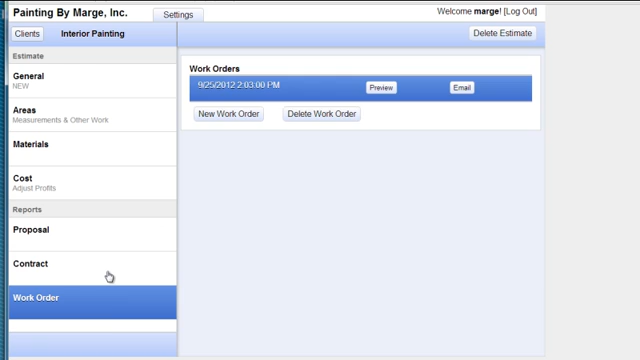 Painting By Marge, Inc.
Settings
Welcome marge! [Log Out]
Clients
Interior Painting
Delete Estimate
Estimate
General
NEW
Areas
Measurements & Other Work
Materials
Cost
Adjust Profits
Reports
Proposal
Contract
Work Order
Work Orders
9/25/2012 2:03:00 PM
Preview
Email
New Work Order
Delete Work Order